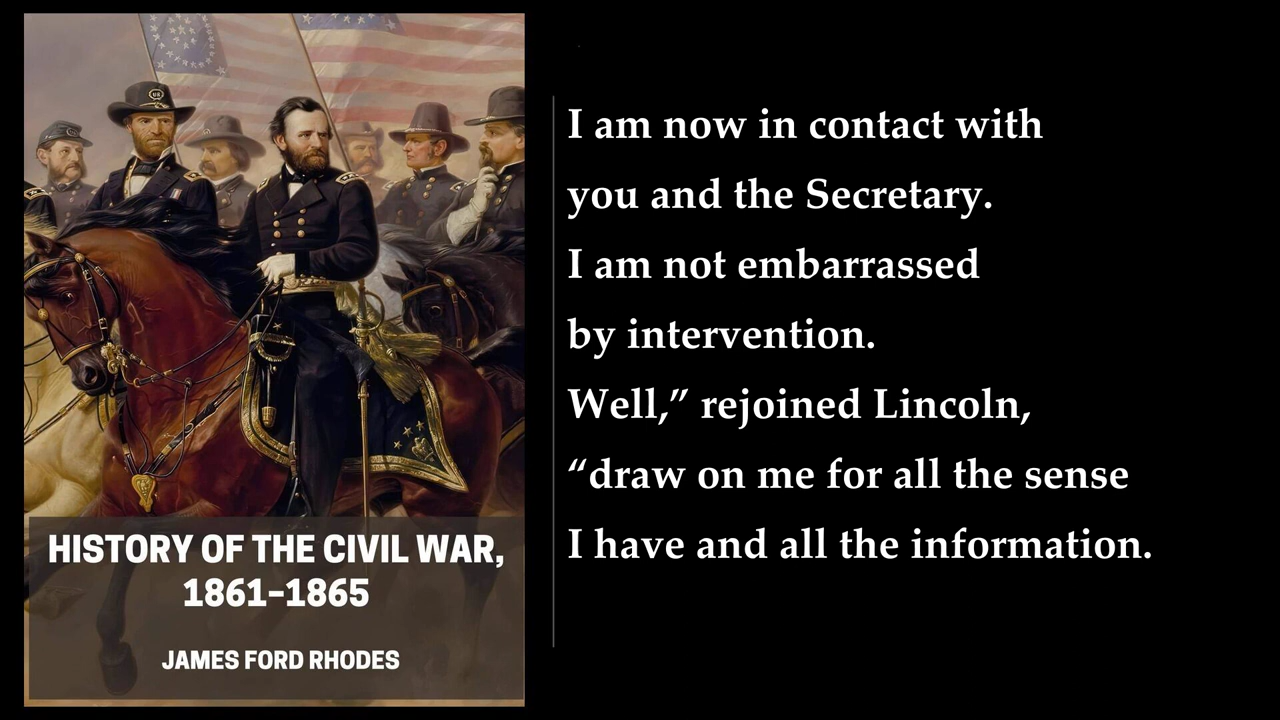 HISTORY OF THE CIVIL WAR,
1861–1865
JAMES FORD RHODES
I am now in contact with
you and the Secretary.
I am not embarrassed
by intervention.
Well,” rejoined Lincoln,
“draw on me for all the sense
I have and all the information.